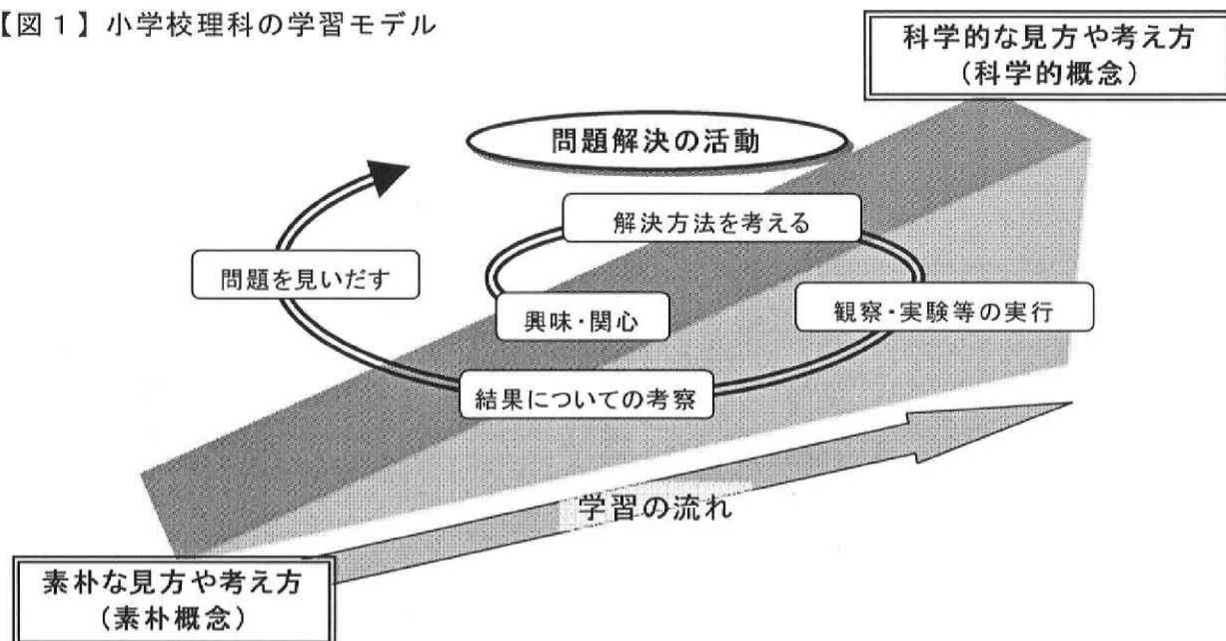 【図１】小学校理科の学習モデル
科学的な見方や考え方
（科学的概念）
問題解決の活動
解決方法を考える
問題を見いだす
興味・関心
観察・実験等の実行
結果についての考察
学習の流れ
素朴な見方や考え方
（素朴概念）